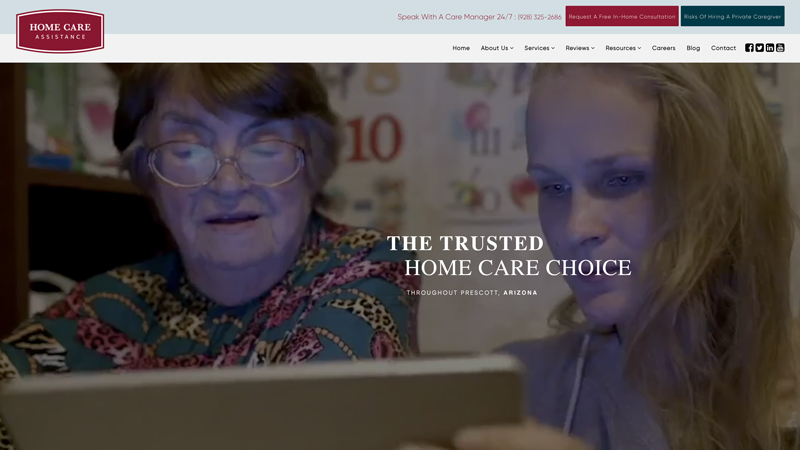 HOME CARE
ASSISTANCE
Speak With A Care Manager 24/7 : (928) 325-2686
Request A Free In-Home Consultation
Risks Of Hiring A Private Caregiver
Home About Us Services Reviews Resources Careers Blog Contact
10
THE TRUSTED
HOME CARE CHOICE
THROUGHOUT PRESCOTT, ARIZONA